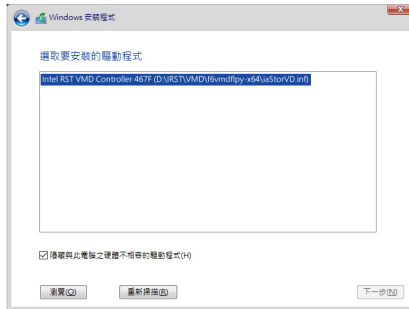 Windows 安裝程式
選取要安裝的驅動程式
Intel RST VMD Controller 467F (D:\IRST\VMD\f6vmdflpy-x64\iaStorVD.inf)
隱藏與此電腦之硬體不相容的驅動程式(H)
瀏覽(O) 重新掃描(R) 下一步(N)